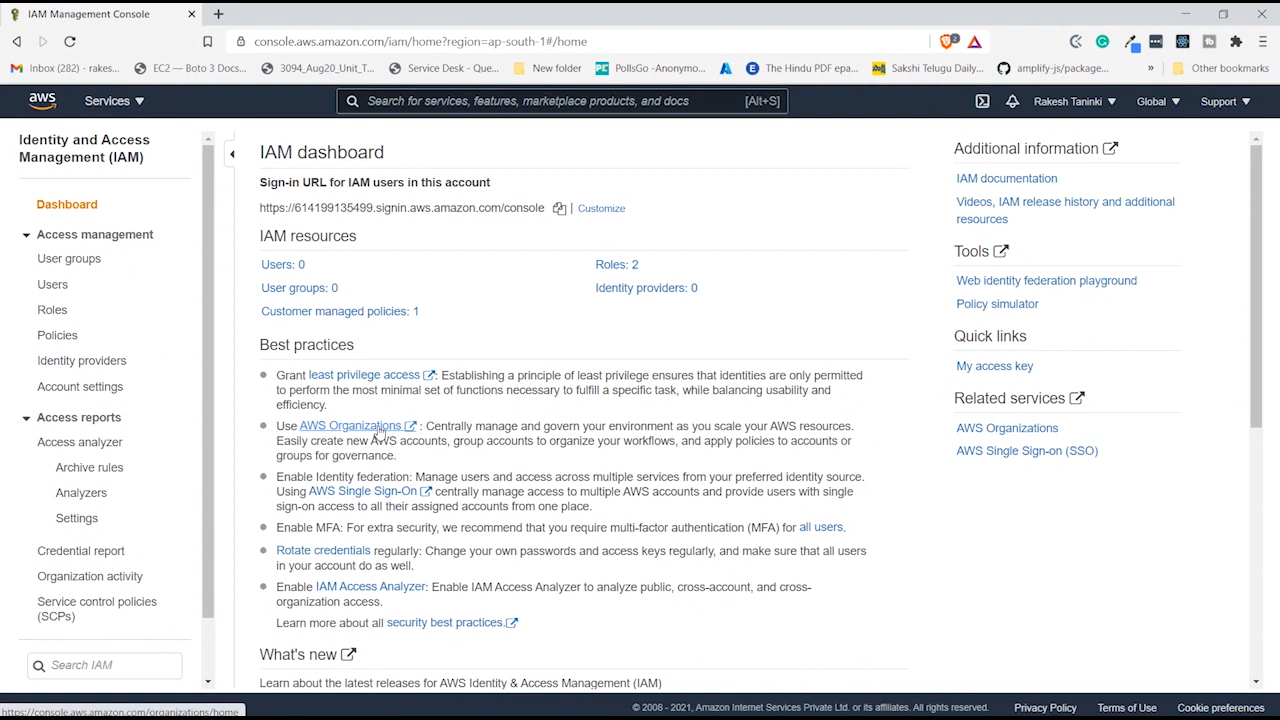 IAM Management Console
console.aws.amazon.com/iam/home?region=ap-south-1#/home
2
Inbox (282) - rakes...
EC2 — Boto 3 Docs...
3094_Aug20_Unit_T...
Service Desk - Que...
New folder
PollsGo -Anonymo...
The Hindu PDF epa...
Sakshi Telugu Daily...
amplify-js/package...
»
Other bookmarks
aws
Services
Search for services, features, marketplace products, and docs
[Alt+S]
Rakesh Taninki
Global
Support
Identity and Access
Management (IAM)
Dashboard
Access management
User groups
Users
Roles
Policies
Identity providers
Account settings
Access reports
Access analyzer
Archive rules
Analyzers
Settings
Credential report
Organization activity
Service control policies
(SCPs)
Search IAM
IAM dashboard
Sign-in URL for IAM users in this account
https://614199135499.signin.aws.amazon.com/console | Customize
IAM resources
Users: 0
Roles: 2
User groups: 0
Identity providers: 0
Customer managed policies: 1
Best practices
Grant least privilege access : Establishing a principle of least privilege ensures that identities are only permitted
to perform the most minimal set of functions necessary to fulfill a specific task, while balancing usability and
efficiency.
Use AWS Organizations : Centrally manage and govern your environment as you scale your AWS resources.
Easily create new AWS accounts, group accounts to organize your workflows, and apply policies to accounts or
groups for governance.
Enable Identity federation: Manage users and access across multiple services from your preferred identity source.
Using AWS Single Sign-On centrally manage access to multiple AWS accounts and provide users with single
sign-on access to all their assigned accounts from one place.
Enable MFA: For extra security, we recommend that you require multi-factor authentication (MFA) for all users.
Rotate credentials regularly: Change your own passwords and access keys regularly, and make sure that all users
in your account do as well.
Enable IAM Access Analyzer: Enable IAM Access Analyzer to analyze public, cross-account, and cross-
organization access.
Learn more about all security best practices.
What's new
Learn about the latest releases for AWS Identity & Access Management (IAM)
Additional information
IAM documentation
Videos, IAM release history and additional
resources
Tools
Web identity federation playground
Policy simulator
Quick links
My access key
Related services
AWS Organizations
AWS Single Sign-on (SSO)
https://console.aws.amazon.com/organizations/home
© 2008 - 2021, Amazon Internet Services Private Ltd. or its affiliates. All rights reserved.
Privacy Policy
Terms of Use
Cookie preferences